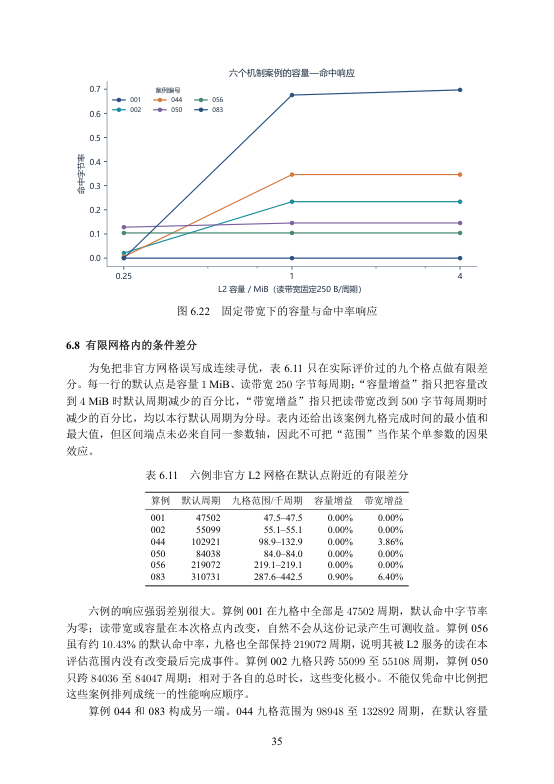 六个机制案例的容量—命中响应
案例编号
001 044 056
002 050 083
命中字节率
0.7
0.6
0.5
0.4
0.3
0.2
0.1
0.0
0.25 1 4
L2 容量 / MiB（读带宽固定250 B/周期）
图 6.22 固定带宽下的容量与命中率响应
6.8 有限网格内的条件差分
为免把非官方网格误写成连续寻优，表 6.11 只在实际评价过的九个格点做有限差
分。每一行的默认点是容量 1 MiB、读带宽 250 字节每周期；“容量增益”指只把容量改
到 4 MiB 时默认周期减少的百分比，“带宽增益”指只把读带宽改到 500 字节每周期时
减少的百分比，均以本行默认周期为分母。表内还给出该案例九格完成时间的最小值和
最大值，但区间端点未必来自同一参数轴，因此不可把“范围”当作某个单参数的因果
效应。
表 6.11 六例非官方 L2 网格在默认点附近的有限差分
算例 默认周期 九格范围/千周期 容量增益 带宽增益
001 47502 47.5–47.5 0.00% 0.00%
002 55099 55.1–55.1 0.00% 0.00%
044 102921 98.9–132.9 0.00% 3.86%
050 84038 84.0–84.0 0.00% 0.00%
056 219072 219.1–219.1 0.00% 0.00%
083 310731 287.6–442.5 0.90% 6.40%
六例的响应强弱差别很大。算例 001 在九格中全部是 47502 周期，默认命中字节率
为零；读带宽或容量在本次格点内改变，自然不会从这份记录产生可测收益。算例 056
虽有约 10.43% 的默认命中率，九格也全部保持 219072 周期，说明其被 L2 服务的读在本
评估范围内没有改变最后完成事件。算例 002 九格只跨 55099 至 55108 周期，算例 050
只跨 84036 至 84047 周期；相对于各自的总时长，这些变化极小。不能仅凭命中比例把
这些案例排列成统一的性能响应顺序。
算例 044 和 083 构成另一端。044 九格范围为 98948 至 132892 周期，在默认容量
35